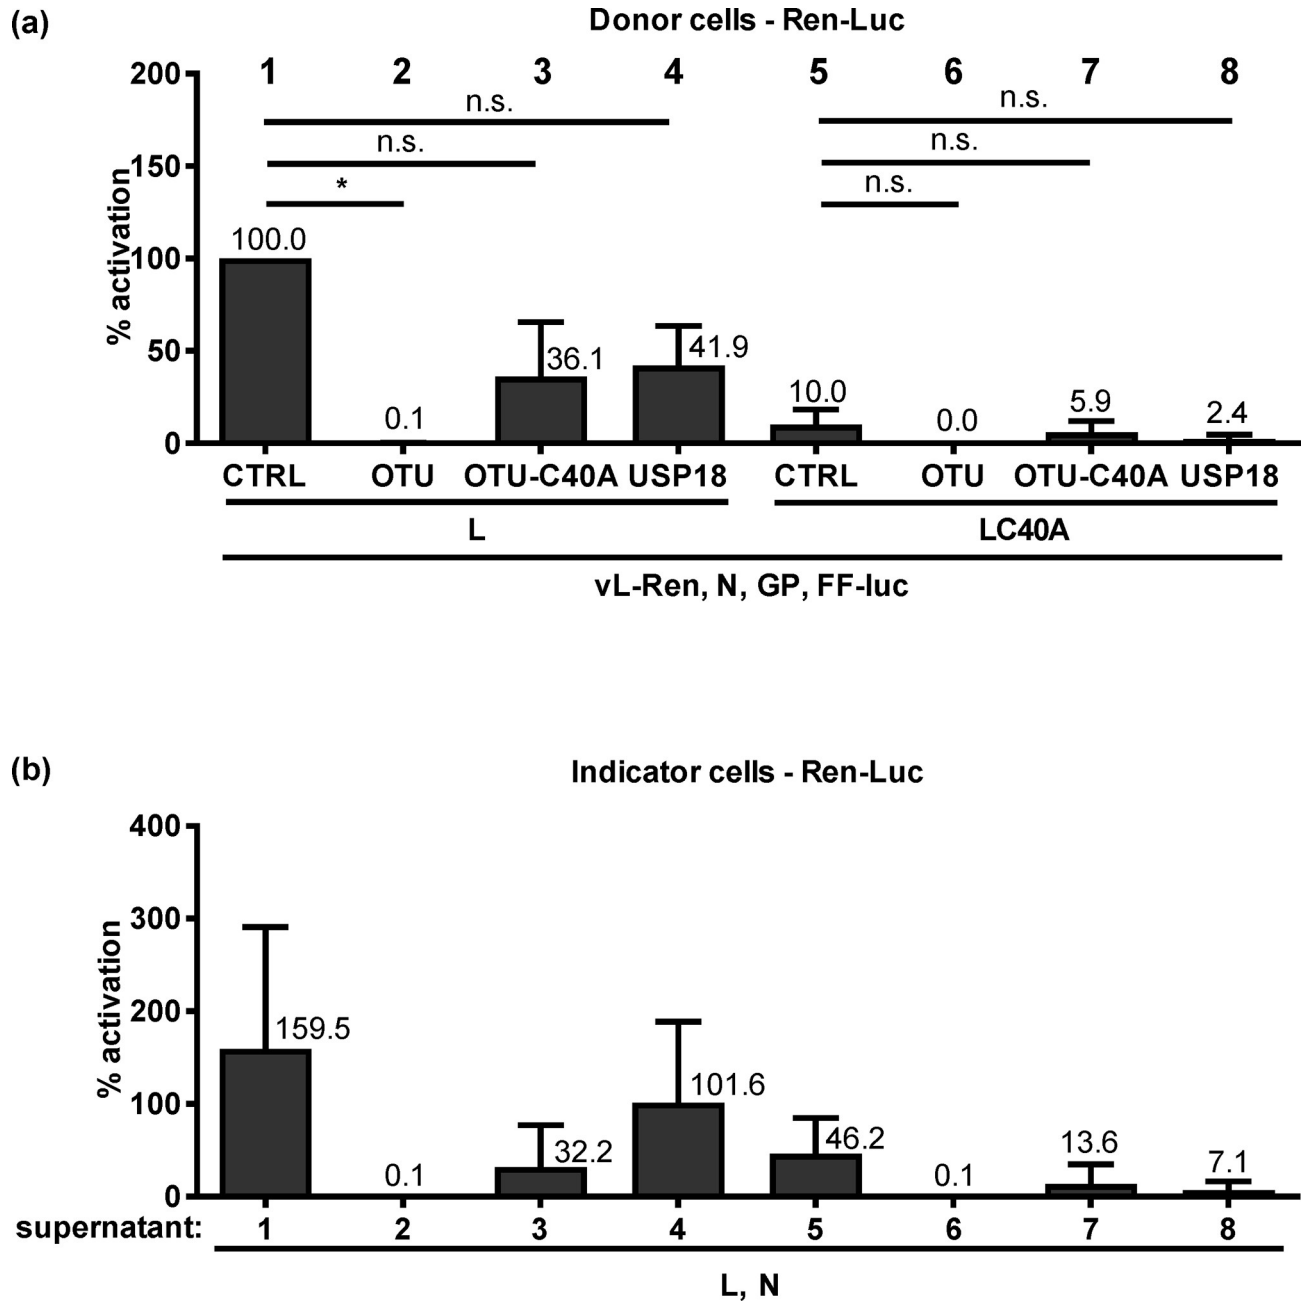 (a)
Donor cells - Ren-Luc
1 2 3 4 5 6 7 8
200
150
100
50
0
% activation
n.s. n.s.
n.s. n.s.
* n.s.
100.0 0.1 36.1 41.9 10.0 0.0 5.9 2.4
CTRL OTU OTU-C40A USP18 CTRL OTU OTU-C40A USP18
L LC40A
vL-Ren, N, GP, FF-luc
(b)
Indicator cells - Ren-Luc
400
300
200
100
0
% activation
159.5 0.1 32.2 101.6 46.2 0.1 13.6 7.1
supernatant: 1 2 3 4 5 6 7 8
L, N